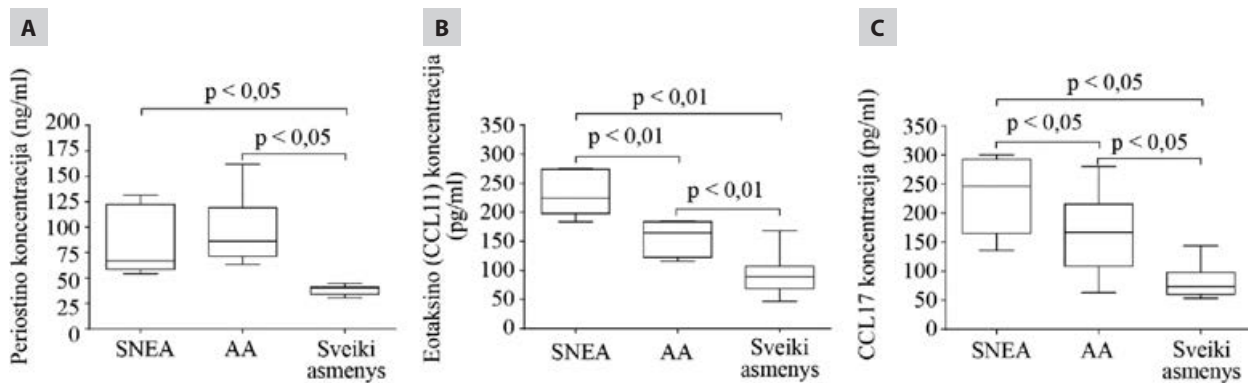 A
Periostino koncentracija (ng/ml)
p < 0,05
p < 0,05
200
175
150
125
100
75
50
25
0
SNEA
AA
Sveiki
asmenys
B
Eotaksino (CCL11) koncentracija
(pg/ml)
p < 0,01
p < 0,01
p < 0,01
350
300
250
200
150
100
50
0
SNEA
AA
Sveiki
asmenys
C
CCL17 koncentracija (pg/ml)
p < 0,05
p < 0,05
p < 0,05
350
300
250
200
150
100
50
0
SNEA
AA
Sveiki
asmenys